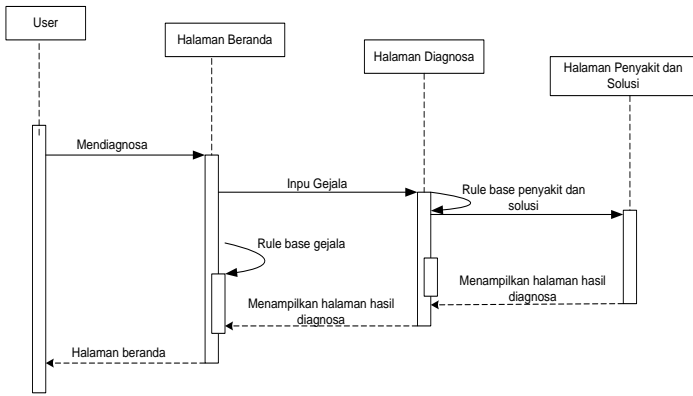 User
Halaman Beranda
Halaman Diagnosa
Halaman Penyakit dan
Solusi
Mendiagnosa
Inpu Gejala
Rule base penyakit dan
solusi
Rule base gejala
Menampilkan halaman hasil
diagnosa
Menampilkan halaman hasil
diagnosa
Halaman beranda